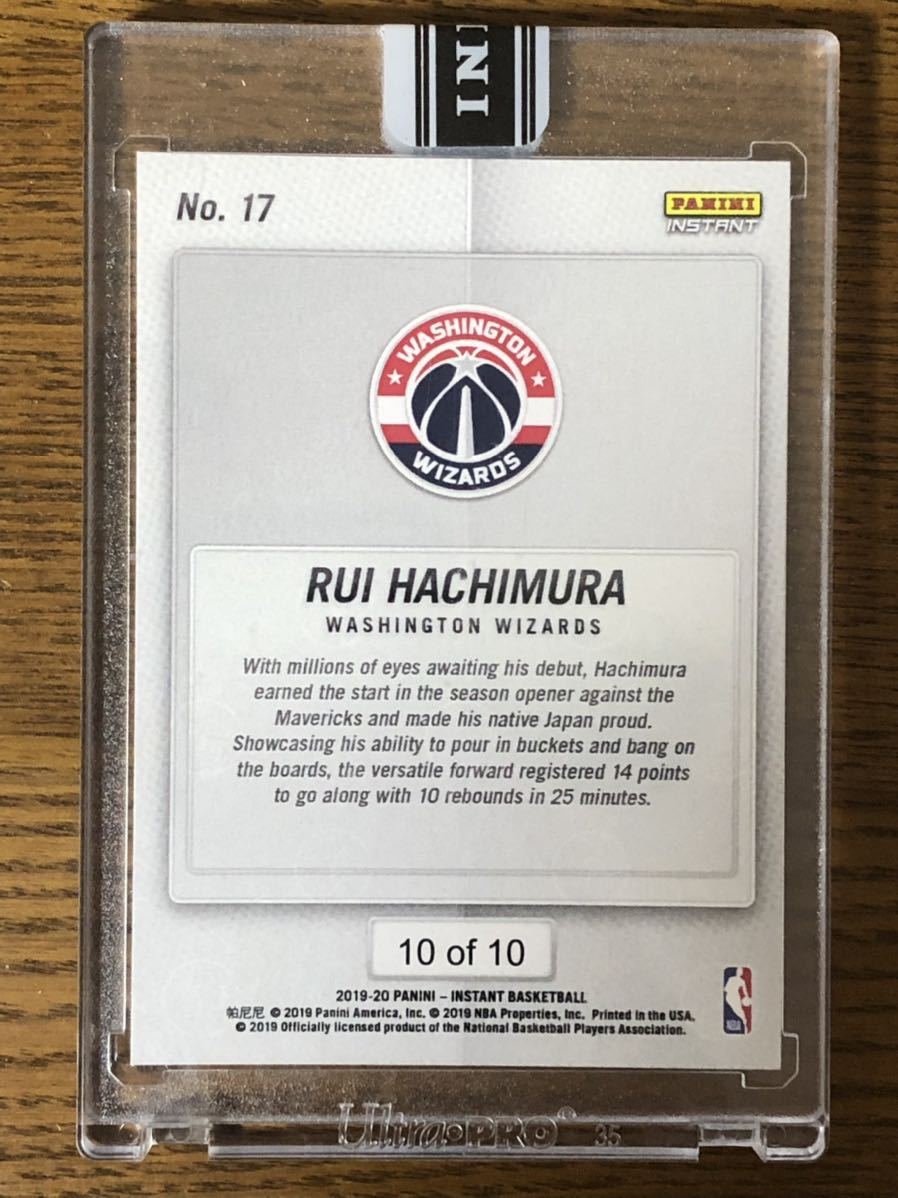 No. 17
PANINI
INSTANT
WASHINGTON
WIZARDS
RUI HACHIMURA
WASHINGTON WIZARDS
With millions of eyes awaiting his debut, Hachimura
earned the start in the season opener against the
Mavericks and made his native Japan proud.
Showcasing his ability to pour in buckets and bang on
the boards, the versatile forward registered 14 points
to go along with 10 rebounds in 25 minutes.
10 of 10
2019-20 PANINI – INSTANT BASKETBALL
帕尼尼 © 2019 Panini America, Inc. © 2019 NBA Properties, Inc. Printed in the USA.
© 2019 Officially licensed product of the National Basketball Players Association.
NBA
Ultra•PRO® 35